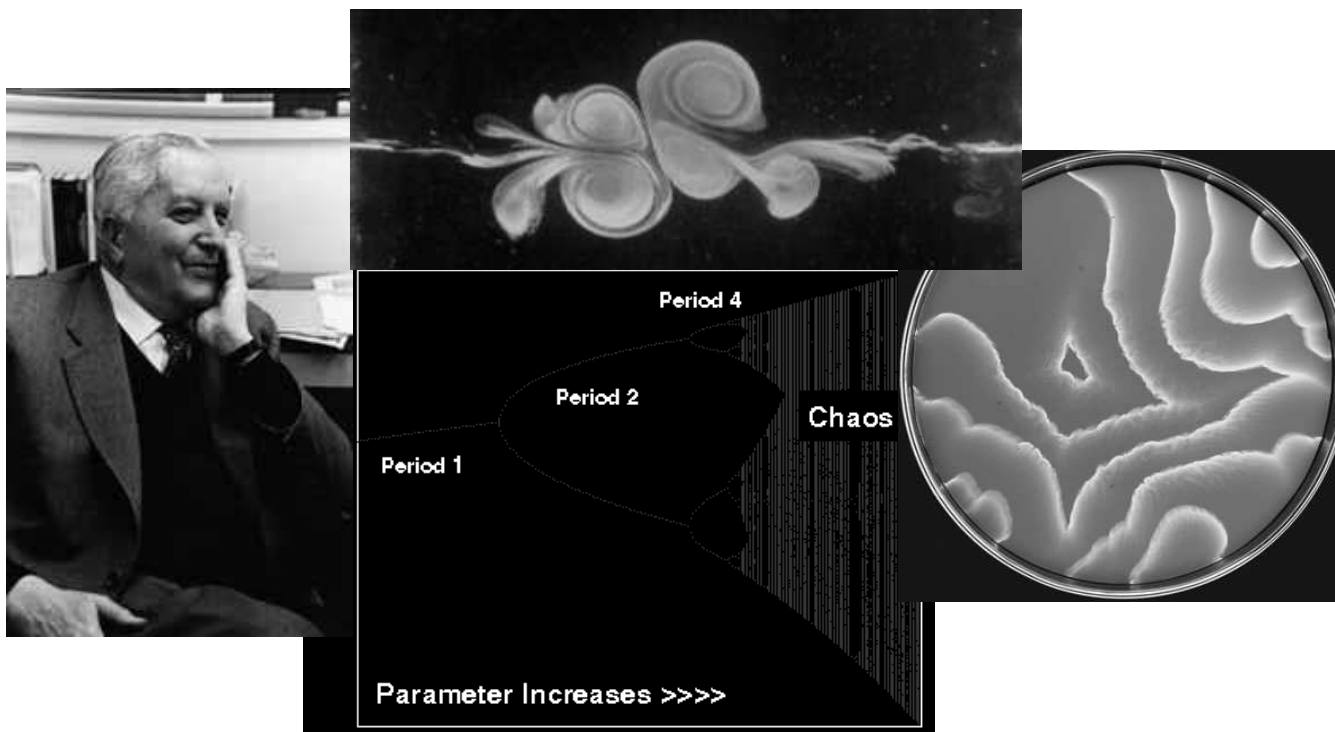 Period 4
Period 2
Chaos
Period 1
Parameter Increases >>>>